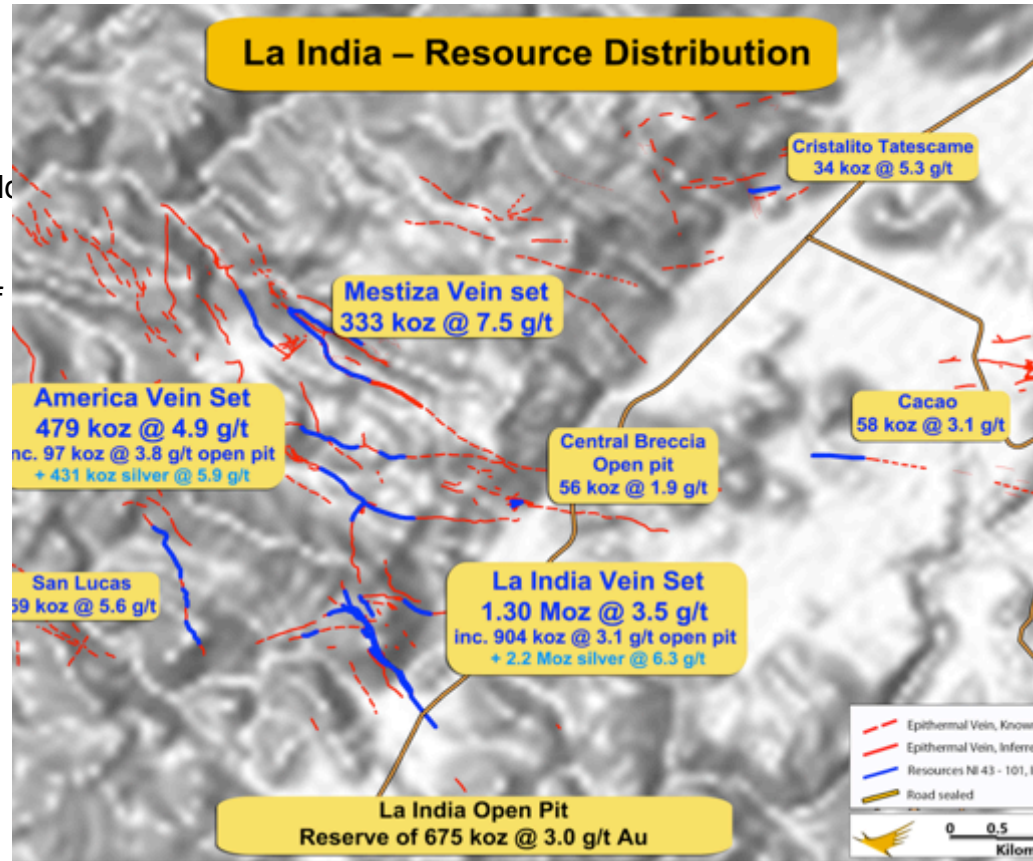 La India – Resource Distribution
Cristalito Tatescame
34 koz @ 5.3 g/t
Mestiza Vein set
333 koz @ 7.5 g/t
America Vein Set
479 koz @ 4.9 g/t
inc. 97 koz @ 3.8 g/t open pit
+ 431 koz silver @ 5.9 g/t
Cacao
58 koz @ 3.1 g/t
Central Breccia
Open pit
56 koz @ 1.9 g/t
San Lucas
59 koz @ 5.6 g/t
La India Vein Set
1.30 Moz @ 3.5 g/t
inc. 904 koz @ 3.1 g/t open pit
+ 2.2 Moz silver @ 6.3 g/t
Epithermal Vein, Known
Epithermal Vein, Inferre
Resources NI 43 - 101,
Road sealed
0 0.5
Kilom
La India Open Pit
Reserve of 675 koz @ 3.0 g/t Au